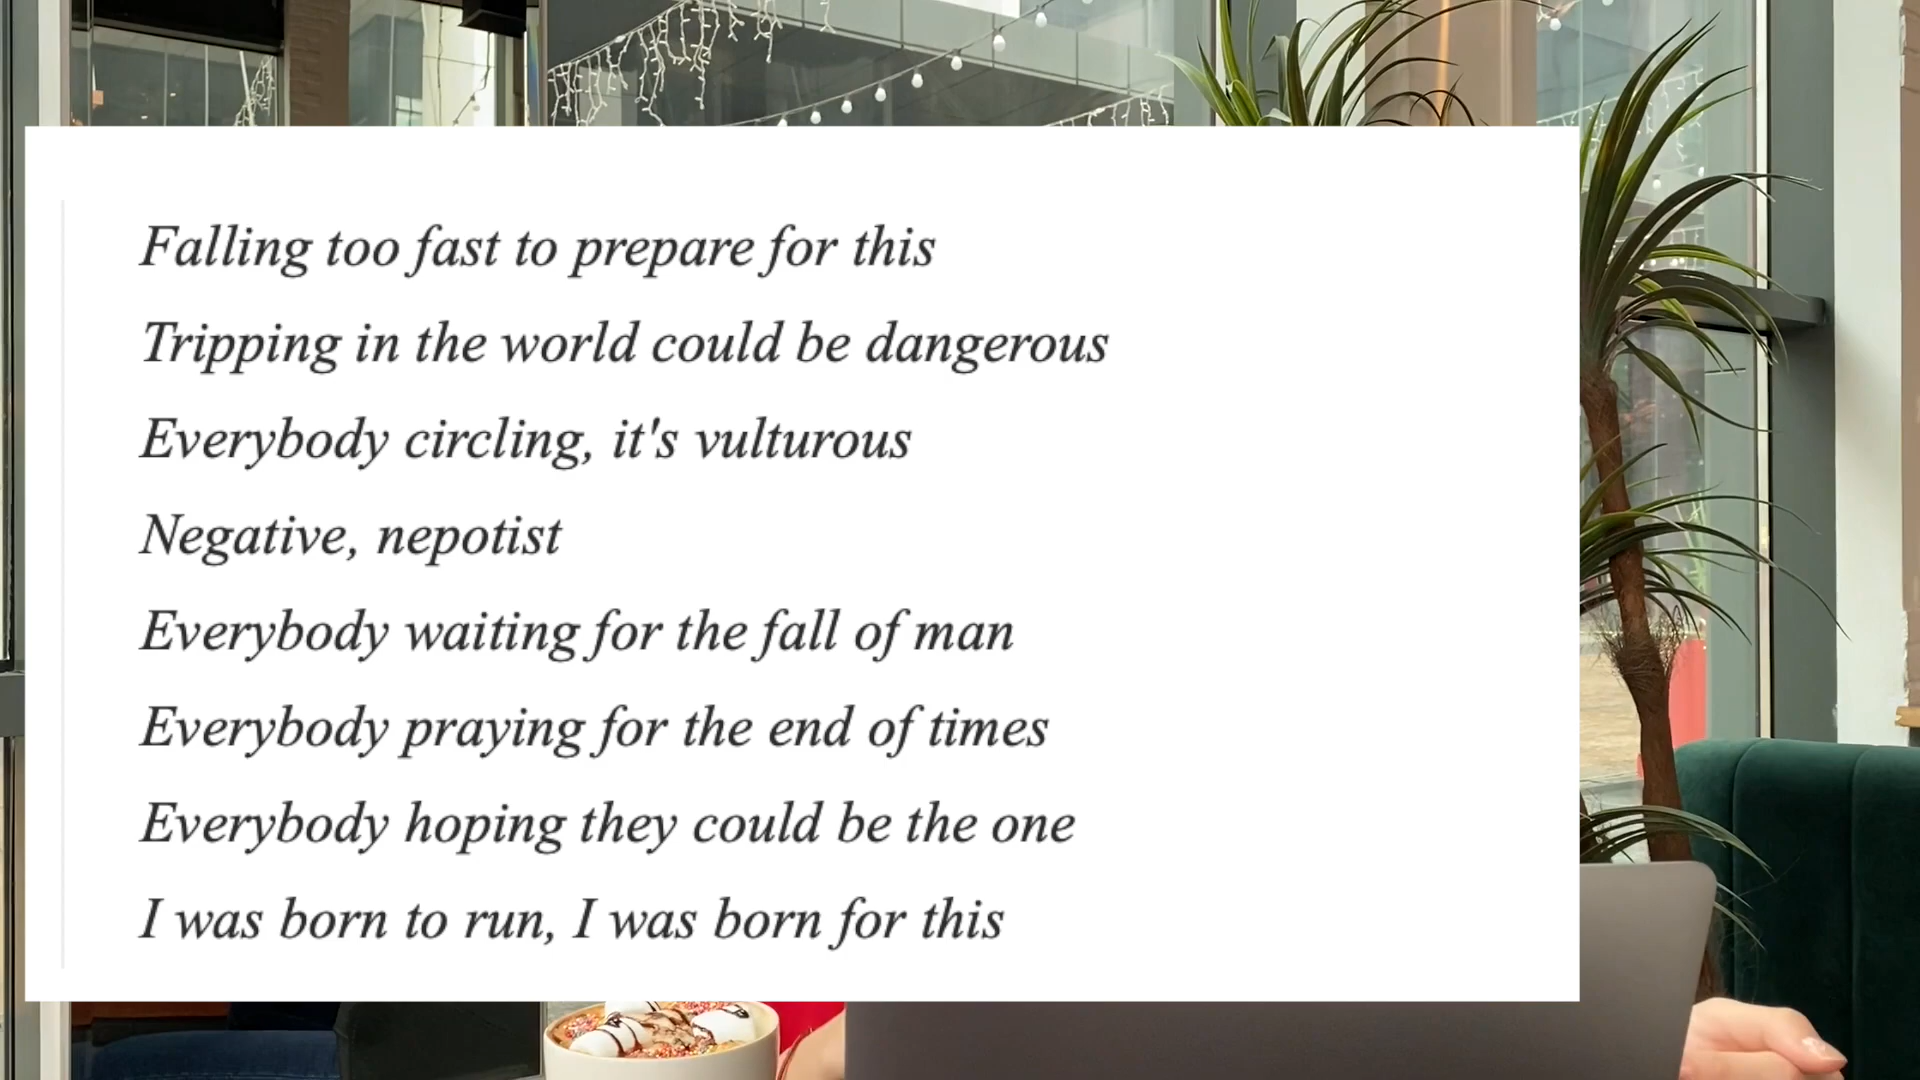 Falling too fast to prepare for this
Tripping in the world could be dangerous
Everybody circling, it's vulturous
Negative, nepotist
Everybody waiting for the fall of man
Everybody praying for the end of times
Everybody hoping they could be the one
I was born to run, I was born for this